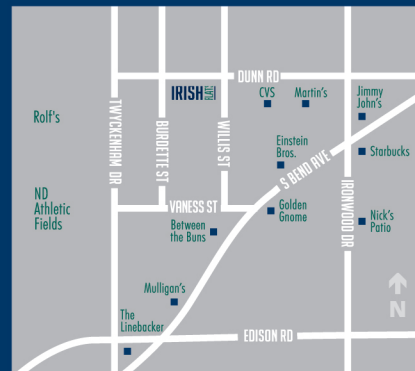 DUNN RD
IRISH FLATS
CVS
Martin's
Jimmy
John's
Rolf's
TWYCKENHAM DR
BURDETTE ST
WILLIS ST
Einstein
Bros.
Starbucks
S BEND AVE
IRONWOOD DR
ND
Athletic
Fields
VANESS ST
Golden
Gnome
Nick's
Patio
Between
the Buns
Mulligan's
N
The
Linebacker
EDISON RD